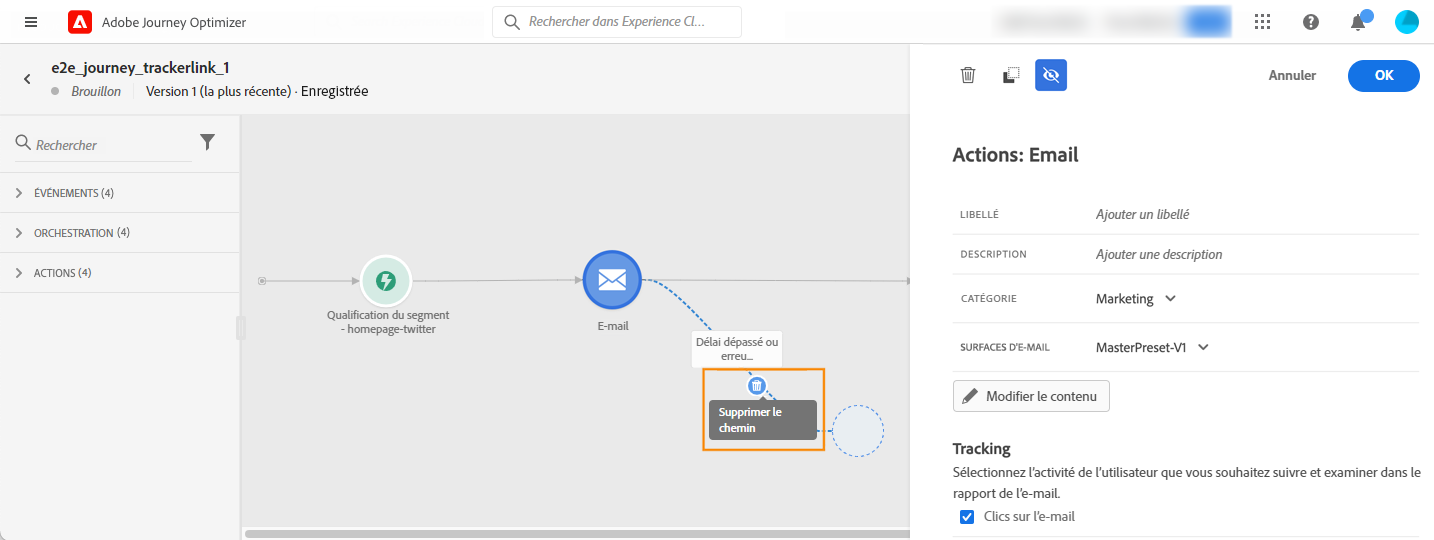 Adobe Journey Optimizer
Rechercher dans Experience Cl...
e2e_journey_trackerlink_1
Brouillon
Version 1 (la plus récente) · Enregistrée
Annuler
OK
Rechercher
ÉVÉNEMENTS (4)
ORCHESTRATION (4)
ACTIONS (4)
Qualification du segment
- homepage-twitter
E-mail
Délai dépassé ou
erreu...
Supprimer le
chemin
Actions: Email
LIBELLÉ
Ajouter un libellé
DESCRIPTION
Ajouter une description
CATÉGORIE
Marketing
SURFACES D'E-MAIL
MasterPreset-V1
Modifier le contenu
Tracking
Sélectionnez l'activité de l'utilisateur que vous souhaitez suivre et examiner dans le
rapport de l'e-mail.
Clics sur l'e-mail